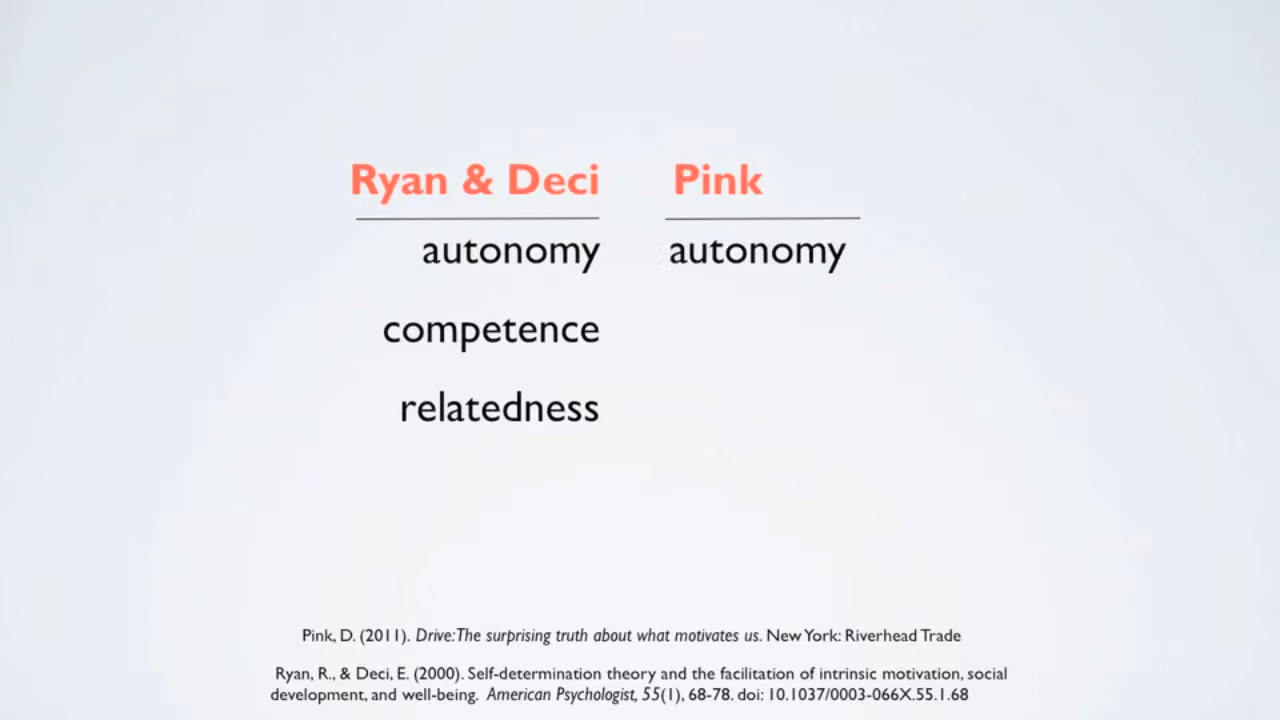 Ryan & Deci Pink
autonomy autonomy
competence
relatedness
Pink, D. (2011). Drive:The surprising truth about what motivates us. New York: Riverhead Trade
Ryan, R., & Deci, E. (2000). Self-determination theory and the facilitation of intrinsic motivation, social
development, and well-being. American Psychologist, 55(1), 68-78. doi: 10.1037/0003-066X.55.1.68